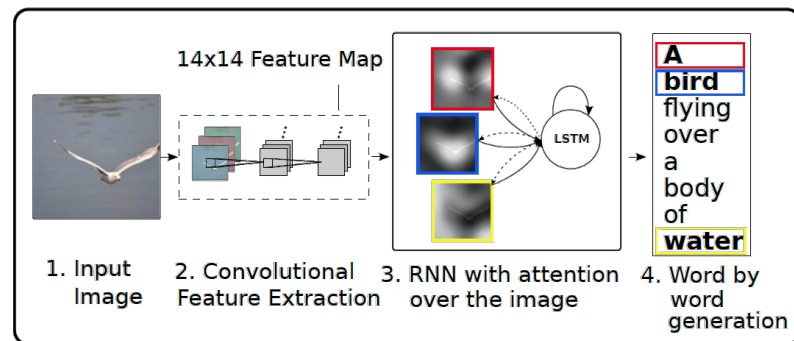 14x14 Feature Map
LSTM
A
bird
flying
over
a
body
of
water
1. Input
Image
2. Convolutional
Feature Extraction
3. RNN with attention
over the image
4. Word by
word
generation